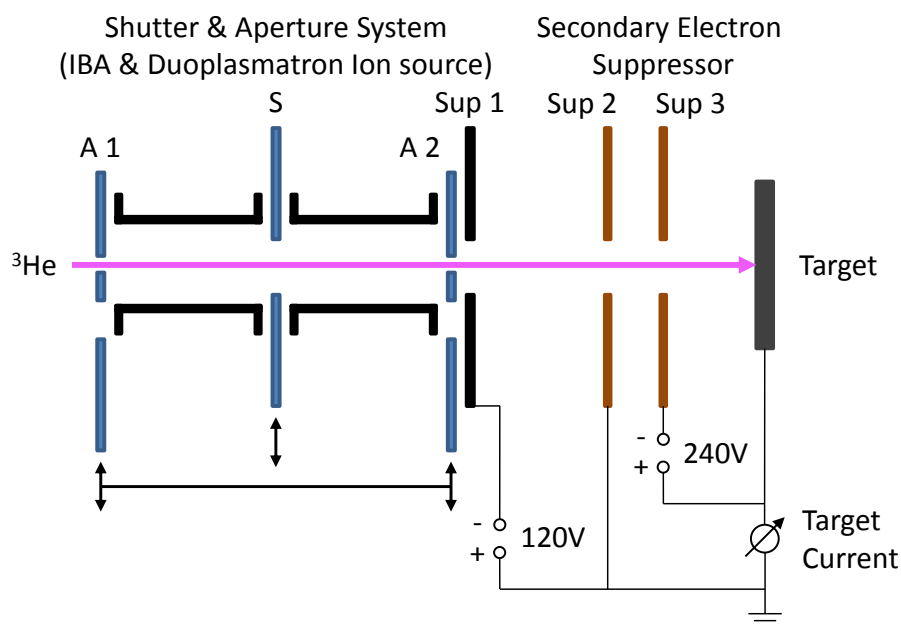 Shutter & Aperture System
(IBA & Duoplasmatron Ion source)
Secondary Electron
Suppressor
S
Sup 1
Sup 2
Sup 3
A 1
A 2
³He
Target
-
+
240V
-
+
120V
Target
Current